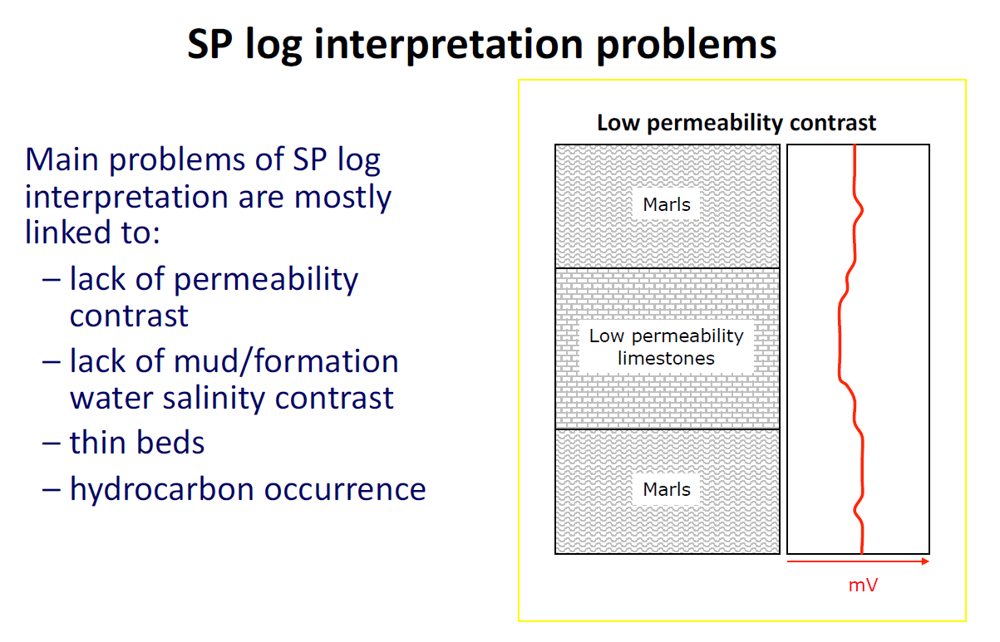 SP log interpretation problems
Main problems of SP log
interpretation are mostly
linked to:
– lack of permeability
contrast
– lack of mud/formation
water salinity contrast
– thin beds
– hydrocarbon occurrence
Low permeability contrast
Marls
Low permeability
limestones
Marls
mV